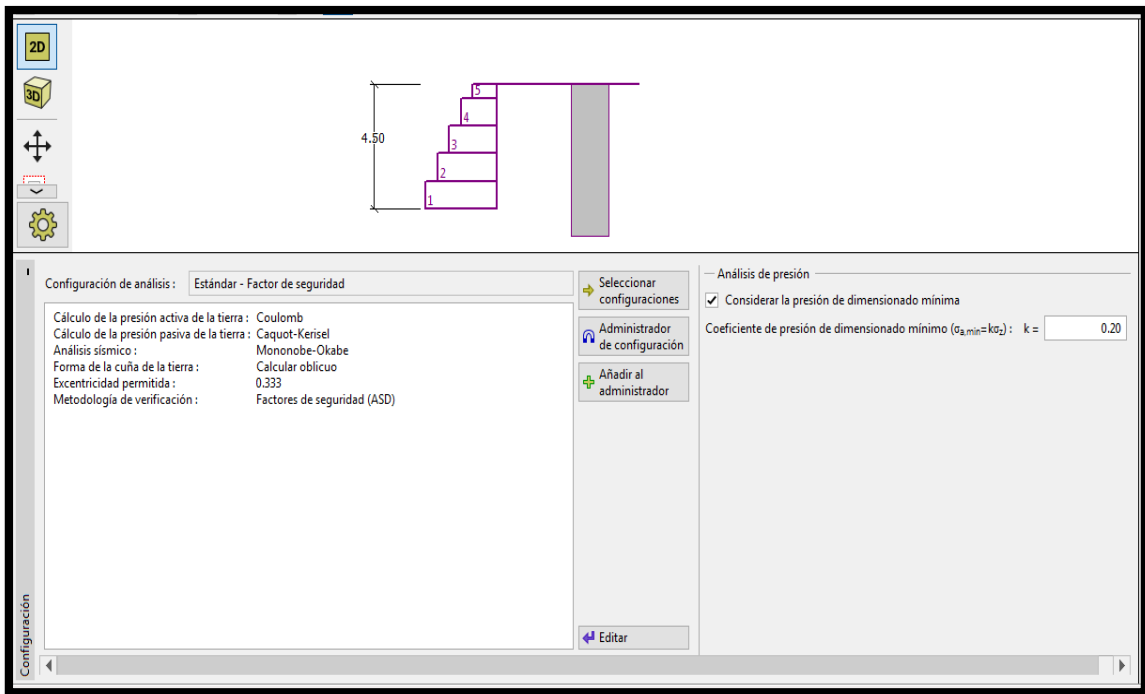 2D
3D
4.50
5
4
3
2
1
Configuración de análisis : Estándar - Factor de seguridad
Cálculo de la presión activa de la tierra : Coulomb
Cálculo de la presión pasiva de la tierra : Caquot-Kerisel
Análisis sísmico : Mononobe-Okabe
Forma de la cuña de la tierra : Calcular oblicuo
Excentricidad permitida : 0.333
Metodología de verificación : Factores de seguridad (ASD)
Seleccionar
configuraciones
Administrador
de configuración
Añadir al
administrador
Editar
Análisis de presión
Considerar la presión de dimensionado mínima
Coeficiente de presión de dimensionado mínimo (σa,min=kσz) : k = 0.20
Configuración